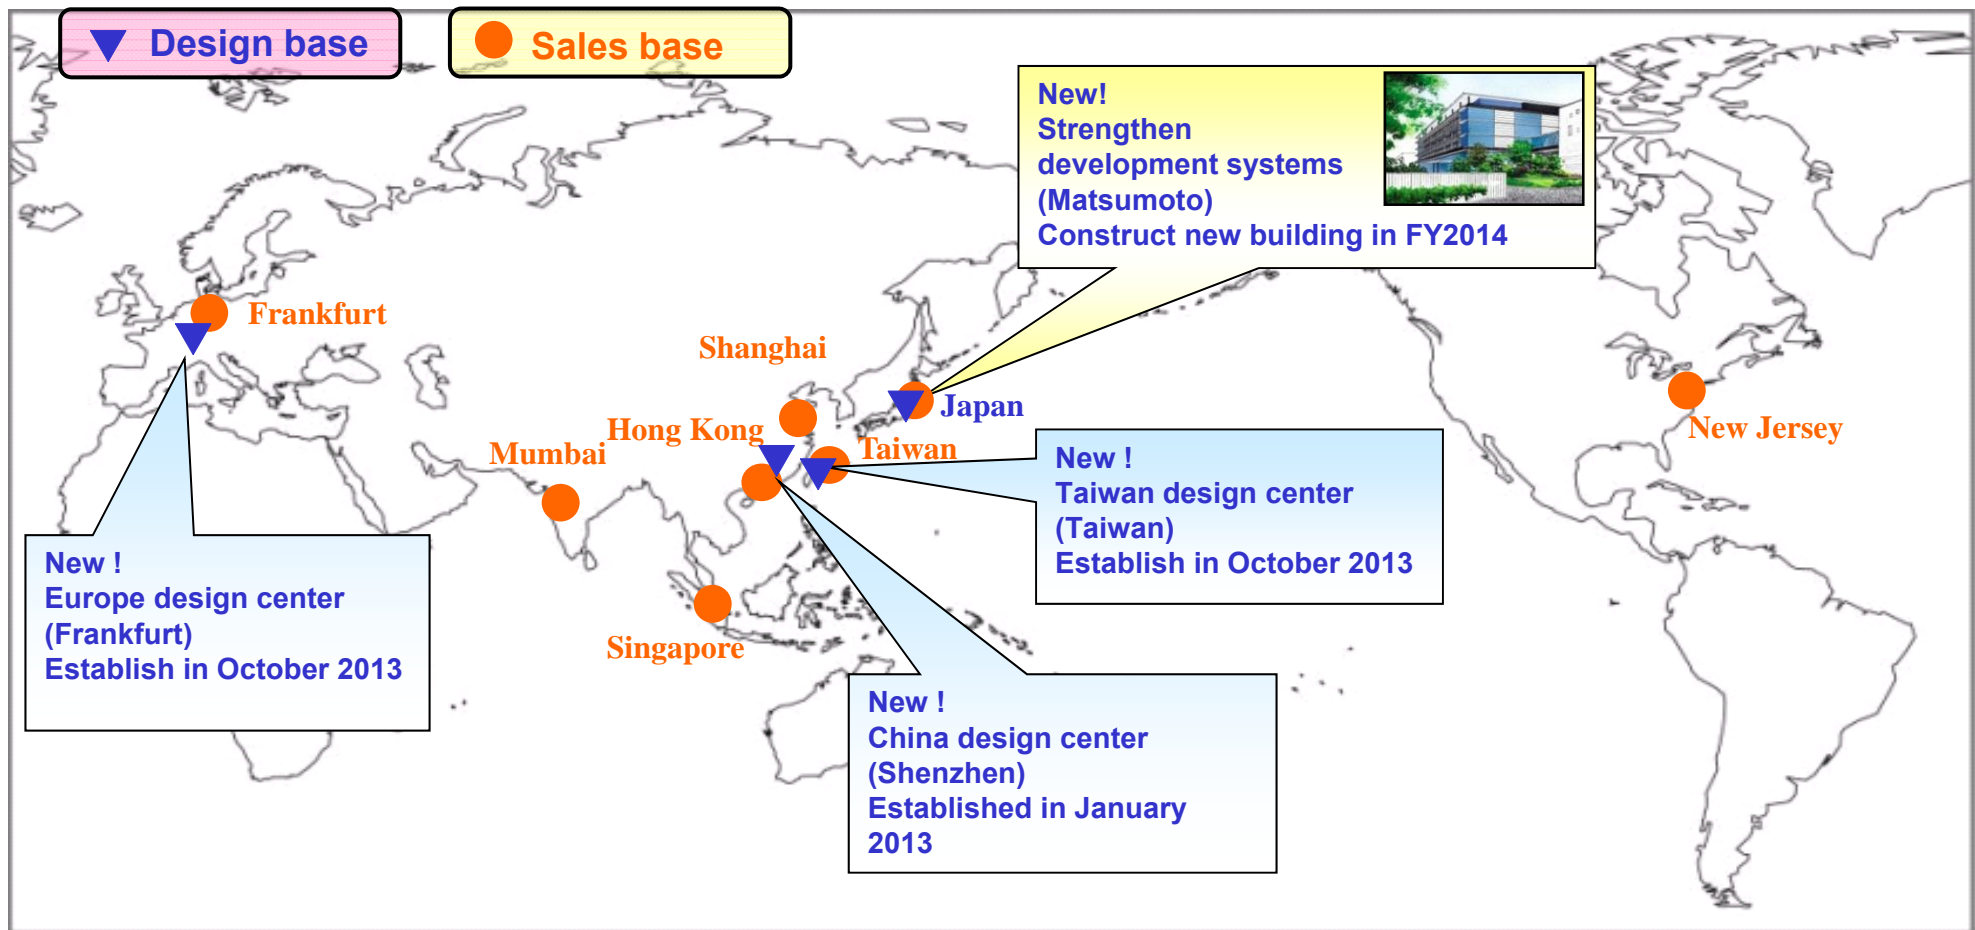 Design base
Sales base
New!
Strengthen
development systems
(Matsumoto)
Construct new building in FY2014
Frankfurt
Shanghai
Japan
Hong Kong
Taiwan
Mumbai
New Jersey
Singapore
New !
Taiwan design center
(Taiwan)
Establish in October 2013
New !
Europe design center
(Frankfurt)
Establish in October 2013
New !
China design center
(Shenzhen)
Established in January
2013